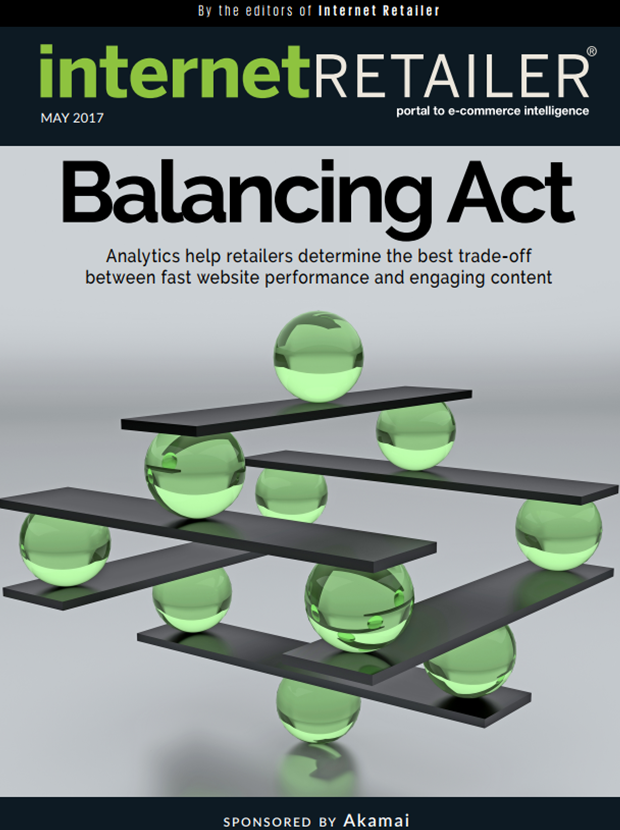 By the editors of Internet Retailer
internetRETAILER®
portal to e-commerce intelligence
MAY 2017
Balancing Act
Analytics help retailers determine the best trade-off
between fast website performance and engaging content
SPONSORED BY Akamai